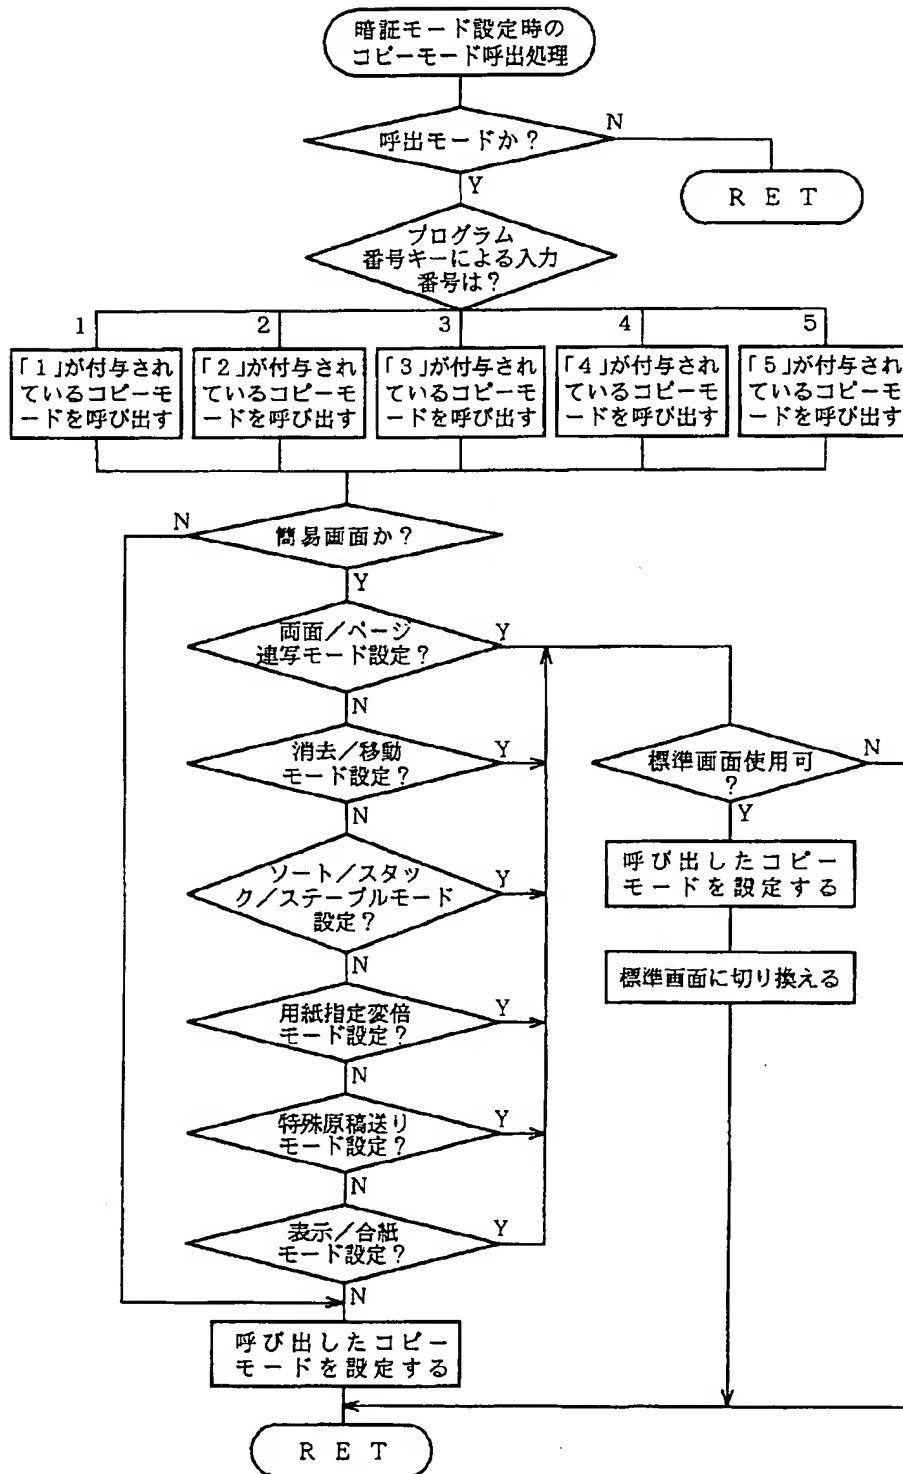 暗証モード設定時の
コピーモード呼出処理
呼出モードか？
N
Y
RET
プログラム
番号キーによる入力
番号は？
1
2
3
4
5
「1」が付与され
ているコピーモ
ードを呼び出す
「2」が付与され
ているコピーモ
ードを呼び出す
「3」が付与され
ているコピーモ
ードを呼び出す
「4」が付与され
ているコピーモ
ードを呼び出す
「5」が付与され
ているコピーモ
ードを呼び出す
N
簡易画面か？
Y
両面／ページ
連写モード設定？
Y
N
消去／移動
モード設定？
Y
N
標準画面使用可
？
N
Y
ソート／スタッ
ク／ステープルモード
設定？
Y
N
呼び出したコピー
モードを設定する
標準画面に切り換える
用紙指定変倍
モード設定？
Y
N
特殊原稿送り
モード設定？
Y
N
表示／合紙
モード設定？
Y
N
呼び出したコピー
モードを設定する
RET